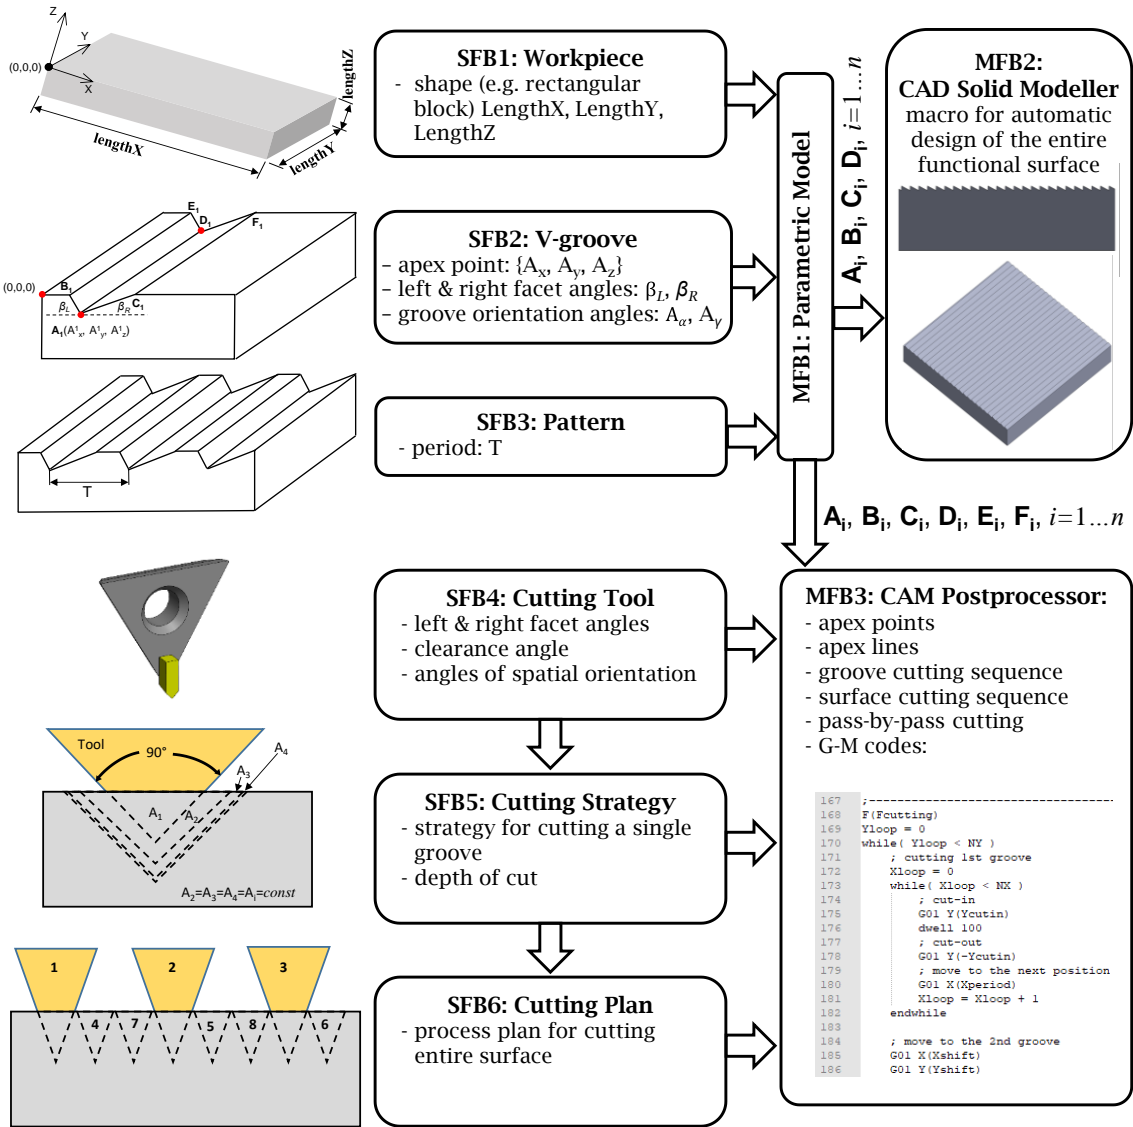 Z
Y
(0,0,0)
X
lengthX
lengthY
lengthZ
SFB1: Workpiece
- shape (e.g. rectangular
block) LengthX, LengthY,
LengthZ
E₁
D₁
F₁
(0,0,0)
B₁
β_L
β_R
C₁
A₁(A¹ₓ, A¹ᵧ, A¹_z)
SFB2: V-groove
– apex point: {Aₓ, Aᵧ, A_z}
– left & right facet angles: β_L, β_R
– groove orientation angles: A_α, A_γ
T
SFB3: Pattern
- period: T
MFB1: Parametric Model
Aᵢ, Bᵢ, Cᵢ, Dᵢ, i=1...n
MFB2:
CAD Solid Modeller
macro for automatic
design of the entire
functional surface
Aᵢ, Bᵢ, Cᵢ, Dᵢ, Eᵢ, Fᵢ, i=1...n
SFB4: Cutting Tool
- left & right facet angles
- clearance angle
- angles of spatial orientation
Tool
90°
A₄
A₃
A₁
A₂
A₂=A₃=A₄=Aᵢ=const
SFB5: Cutting Strategy
- strategy for cutting a single
groove
- depth of cut
1 2 3
4 7 5 8 6
SFB6: Cutting Plan
- process plan for cutting
entire surface
MFB3: CAM Postprocessor:
- apex points
- apex lines
- groove cutting sequence
- surface cutting sequence
- pass-by-pass cutting
- G-M codes:
167 ;-----------------------------------
168 F(Fcutting)
169 Yloop = 0
170 while( Yloop < NY )
171 ; cutting 1st groove
172 Xloop = 0
173 while( Xloop < NX )
174 ; cut-in
175 G01 Y(Ycutin)
176 dwell 100
177 ; cut-out
178 G01 Y(-Ycutin)
179 ; move to the next position
180 G01 X(Xperiod)
181 Xloop = Xloop + 1
182 endwhile
183
184 ; move to the 2nd groove
185 G01 X(Xshift)
186 G01 Y(Yshift)